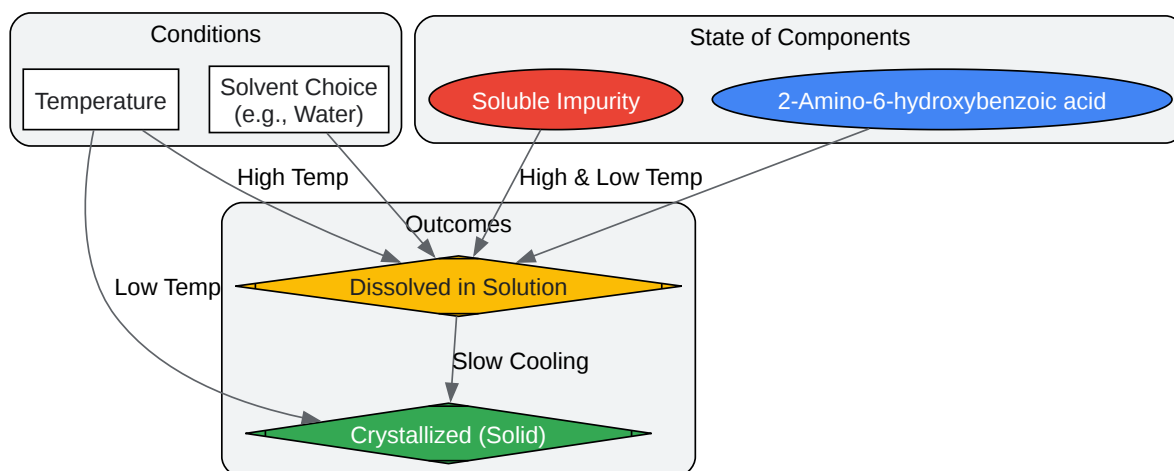 Conditions
State of Components
Temperature
Solvent Choice
(e.g., Water)
Soluble Impurity
2-Amino-6-hydroxybenzoic acid
High Temp
High & Low Temp
Outcomes
Low Temp
Dissolved in Solution
Slow Cooling
Crystallized (Solid)